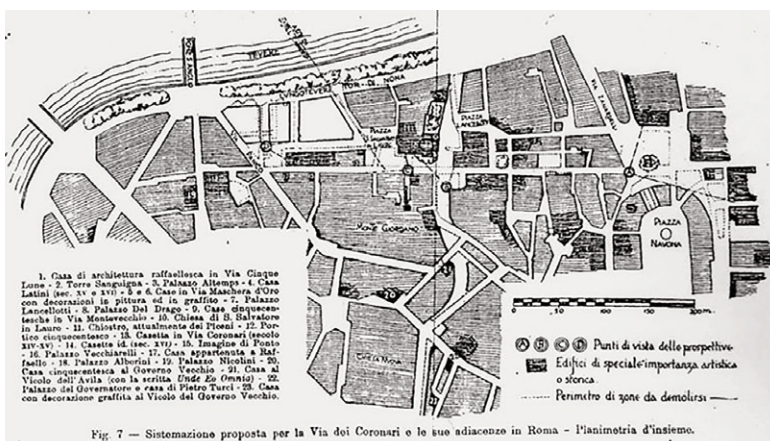 PONTE S. ANGELO
TEVERE
LUNGOTEVERE TOR DI NONA
PIAZZA
LANCELLOTTI
VIA ZANARDELLI
MONTE GIORDANO
PIAZZA
NAVONA
CHIESA NUOVA
1. Casa di architettura raffaellesca in Via Cinque
Lune - 2. Torre Sanguigna - 3. Palazzo Altemps - 4. Casa
Latini (sec. XV e XVI) - 5 e 6. Case in Via Maschera d'Oro
con decorazioni in pittura ed in graffito - 7. Palazzo
Lancellotti - 8. Palazzo Del Drago - 9. Case cinquecen-
tesche in Via Montevecchio - 10. Chiesa di S. Salvatore
in Lauro - 11. Chiostro, attualmente dei Piceni - 12. Por-
tico cinquecentesco - 13. Casetta in Via Coronari (secolo
XIV-XV) - 14. Casette id. (sec. XVI) - 15. Imagine di Ponto
- 16. Palazzo Vecchiarelli - 17. Casa appartenuta a Raf-
faello - 18. Palazzo Alberini - 19. Palazzo Nicolini - 20.
Casa cinquecentesca al Governo Vecchio - 21. Casa al
Vicolo dell'Avila (con la scritta Unde Eo Omnia) - 22.
Palazzo del Governatore e casa di Pietro Turci - 23. Casa
con decorazione graffita al Vicolo del Governo Vecchio.
50 100 150 200 m.
A B C D Punti di vista delle prospettive
Edifici di speciale importanza artistica
o storica.
Perimetro di zone da demolirsi
Fig. 7 — Sistemazione proposta per la Via dei Coronari e le sue adiacenze in Roma - Planimetria d'insieme.